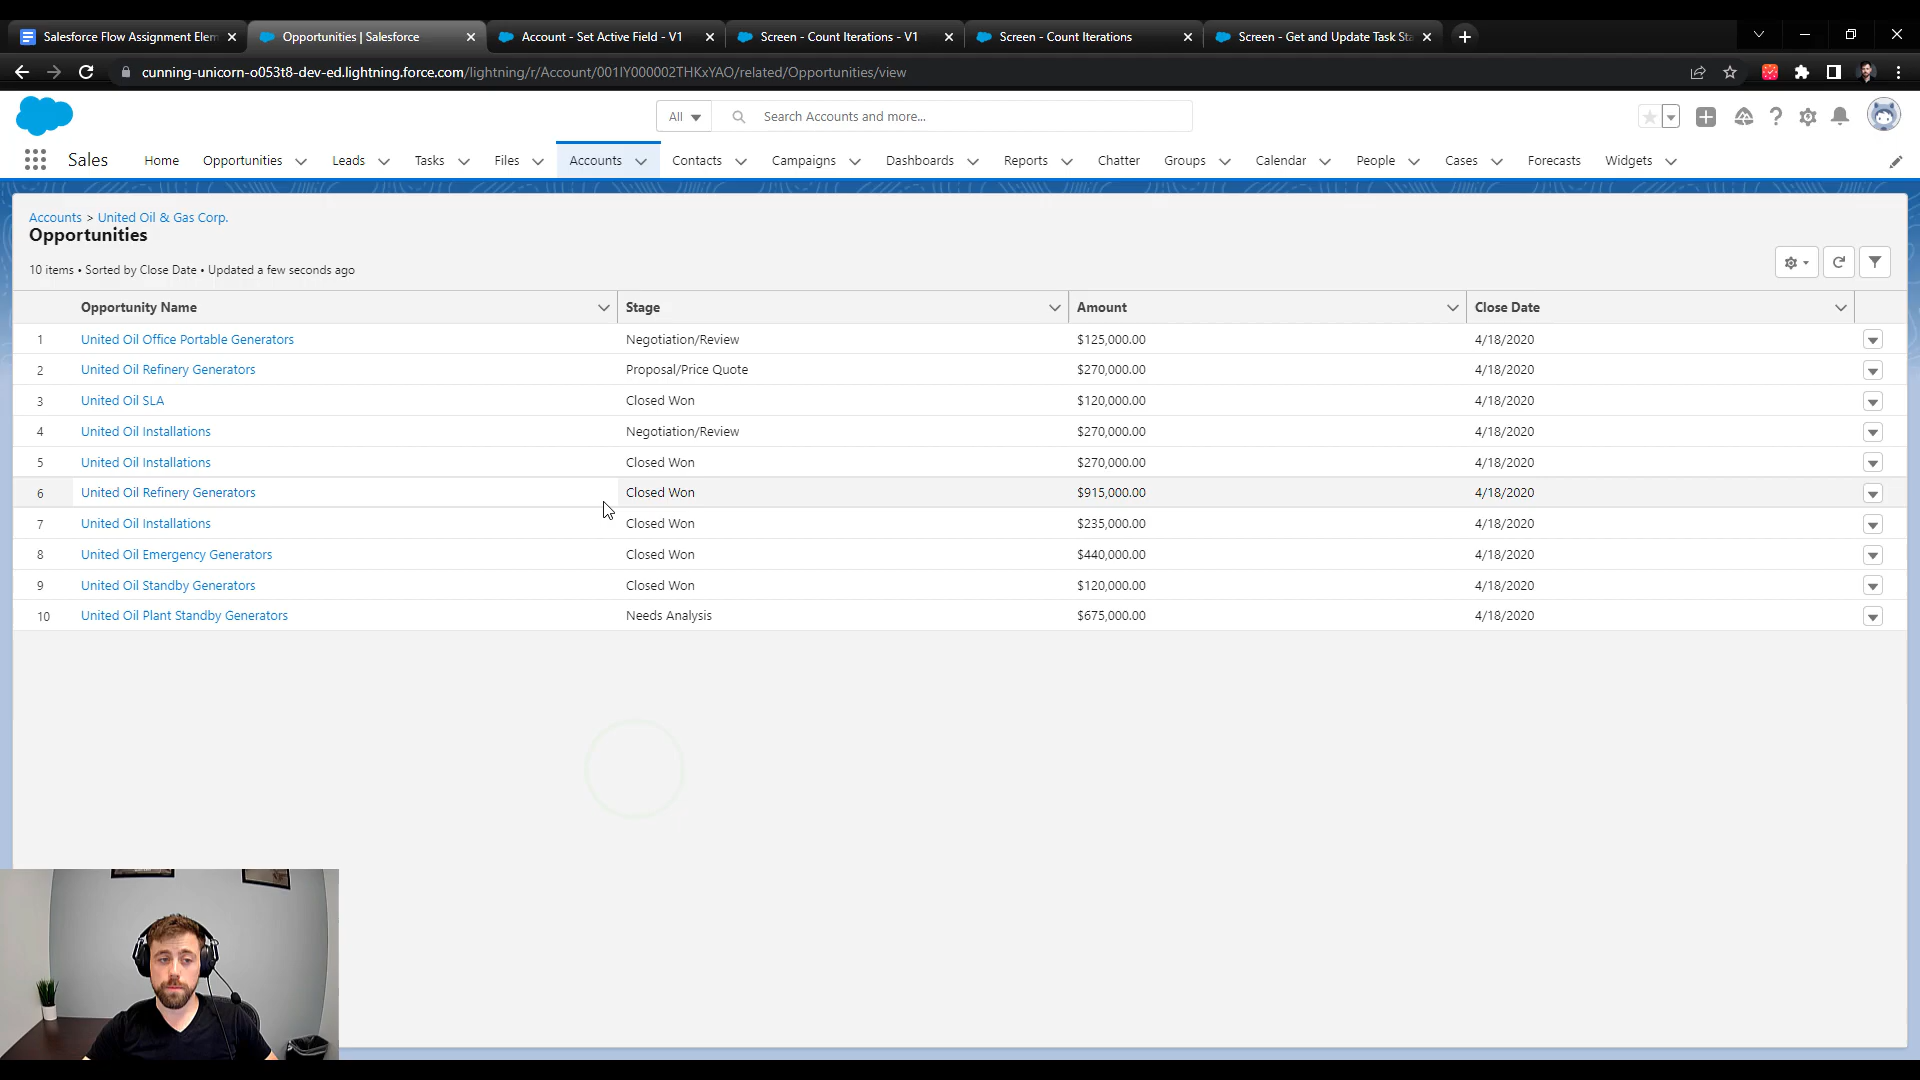 Salesforce Flow Assignment Elem
Opportunities | Salesforce
Account - Set Active Field - V1
Screen - Count Iterations - V1
Screen - Count Iterations
Screen - Get and Update Task Sta
cunning-unicorn-o053t8-dev-ed.lightning.force.com/lightning/r/Account/001IY000002THKxYAO/related/Opportunities/view
All
Search Accounts and more...
Sales
Home
Opportunities
Leads
Tasks
Files
Accounts
Contacts
Campaigns
Dashboards
Reports
Chatter
Groups
Calendar
People
Cases
Forecasts
Widgets
Accounts > United Oil & Gas Corp.
Opportunities
10 items • Sorted by Close Date • Updated a few seconds ago
Opportunity Name Stage Amount Close Date
1 United Oil Office Portable Generators Negotiation/Review $125,000.00 4/18/2020
2 United Oil Refinery Generators Proposal/Price Quote $270,000.00 4/18/2020
3 United Oil SLA Closed Won $120,000.00 4/18/2020
4 United Oil Installations Negotiation/Review $270,000.00 4/18/2020
5 United Oil Installations Closed Won $270,000.00 4/18/2020
6 United Oil Refinery Generators Closed Won $915,000.00 4/18/2020
7 United Oil Installations Closed Won $235,000.00 4/18/2020
8 United Oil Emergency Generators Closed Won $440,000.00 4/18/2020
9 United Oil Standby Generators Closed Won $120,000.00 4/18/2020
10 United Oil Plant Standby Generators Needs Analysis $675,000.00 4/18/2020